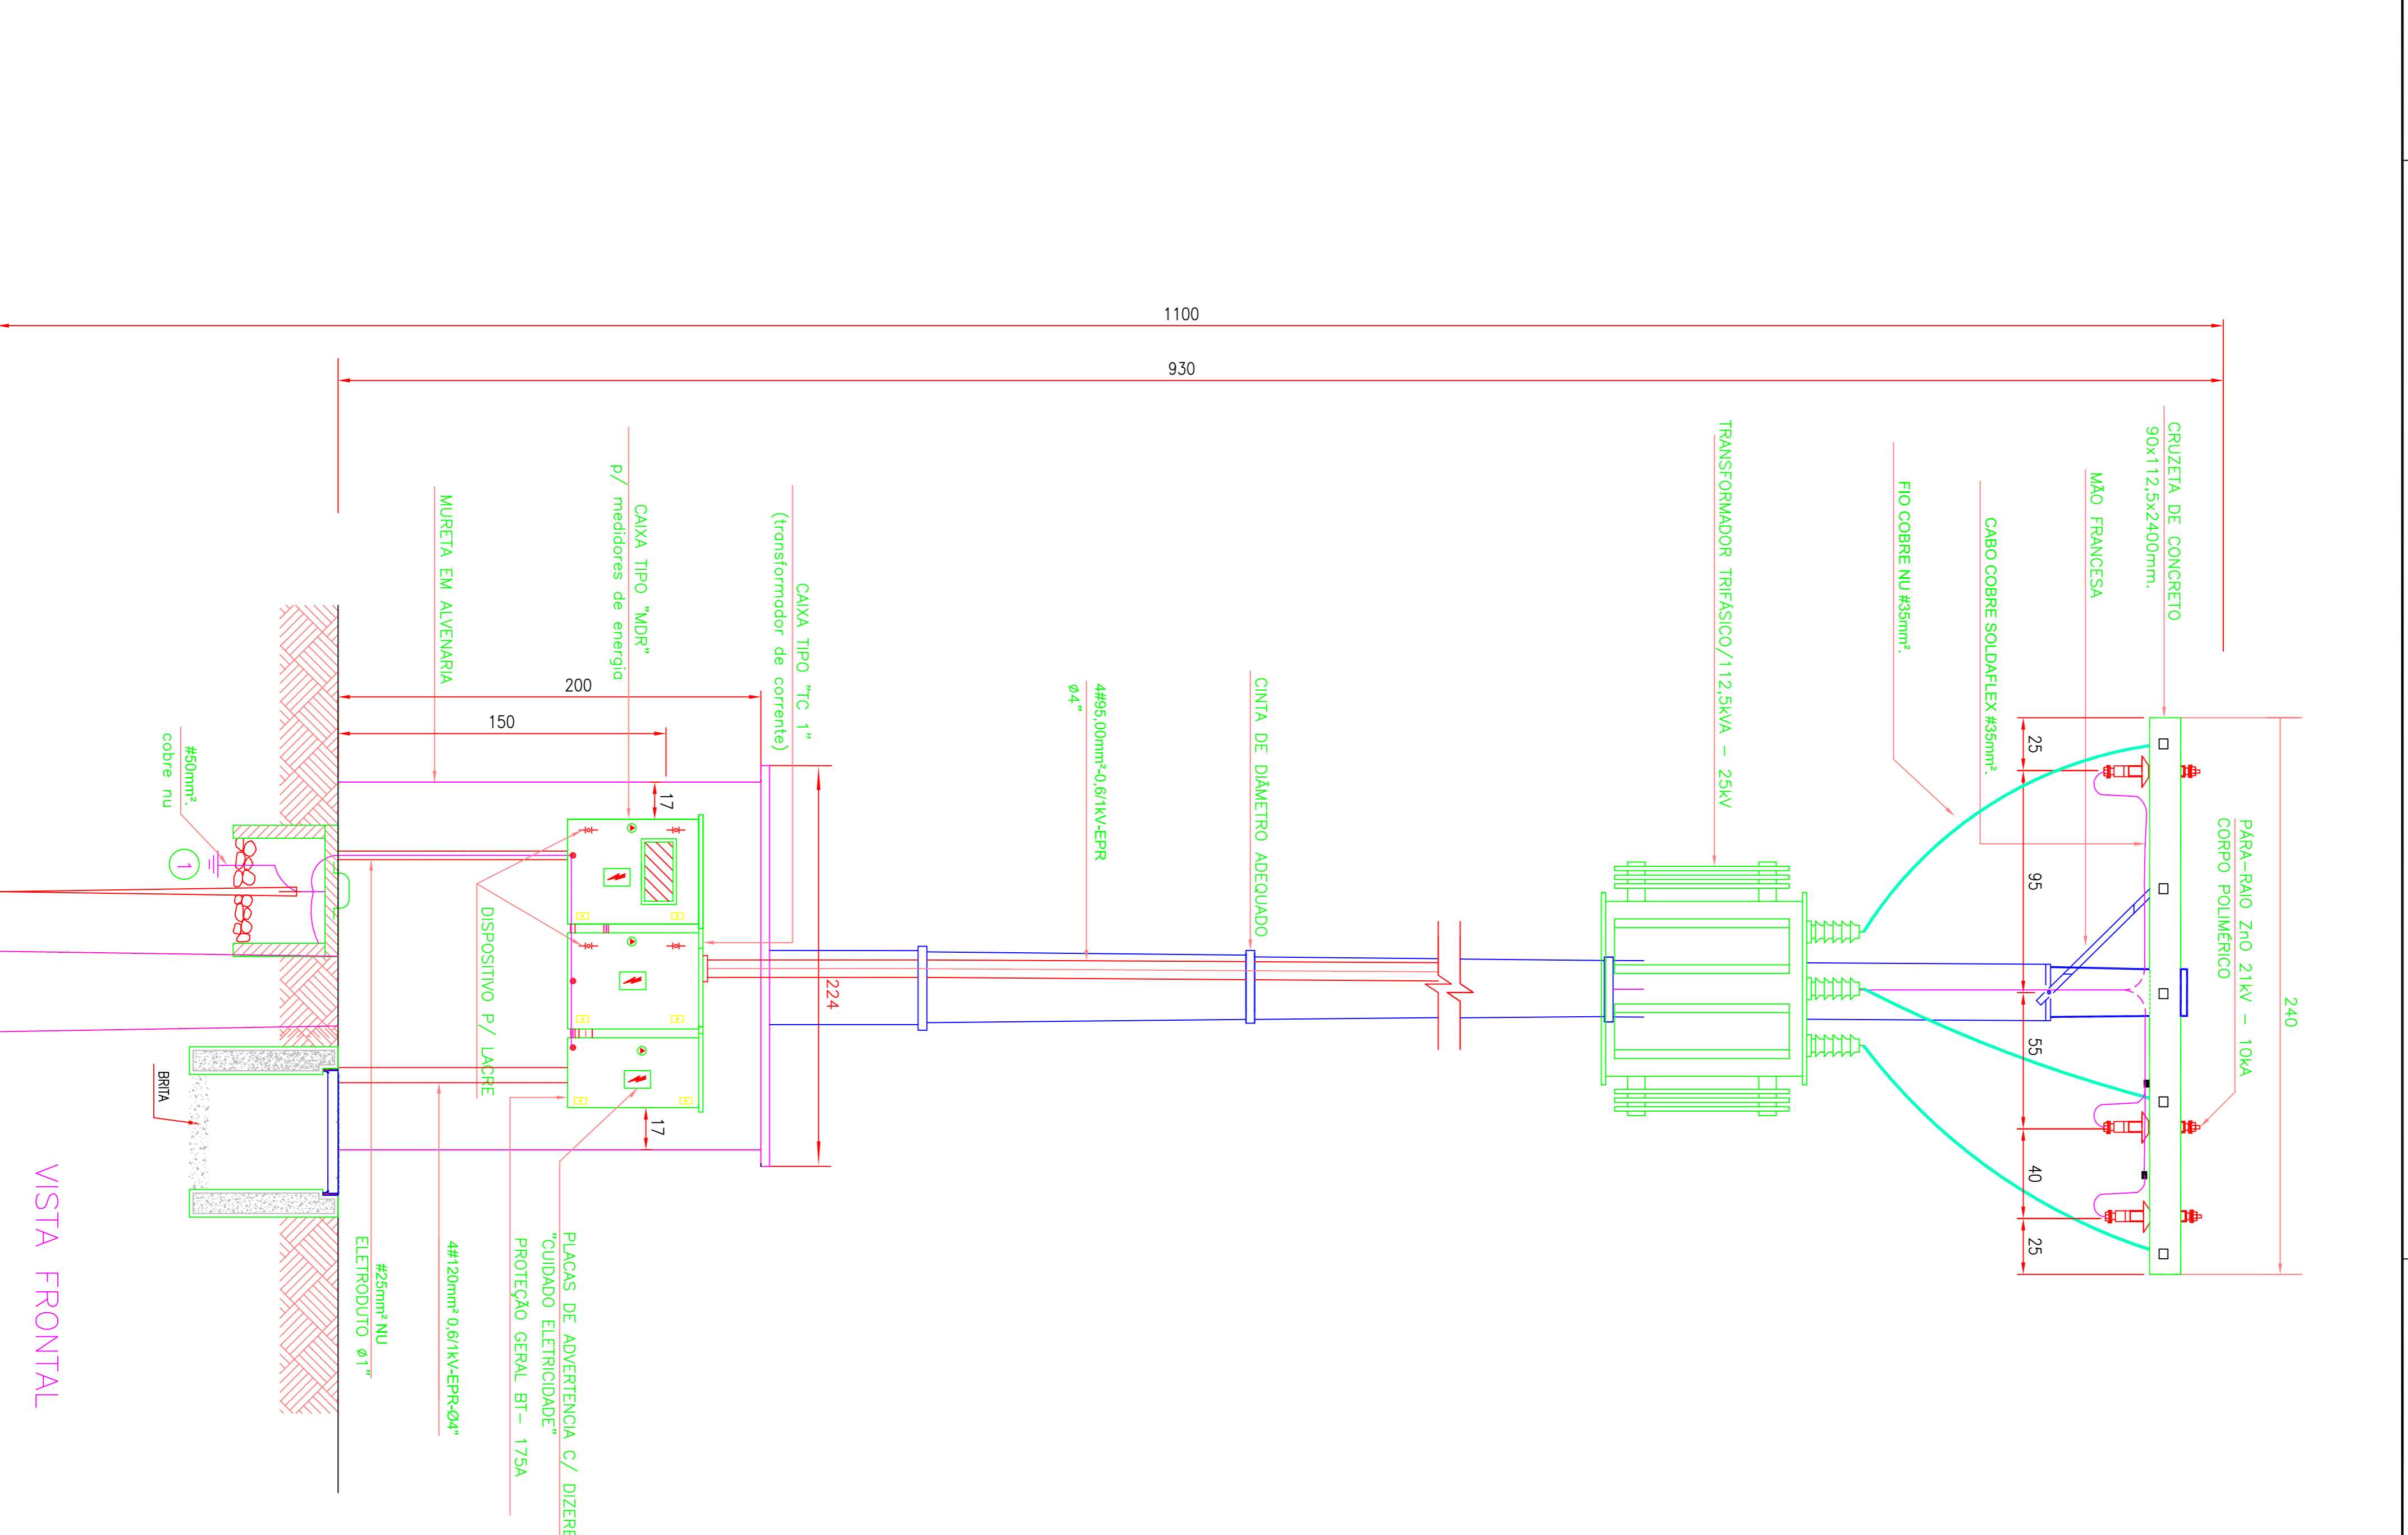 1100
930
240
PÁRA-RAIO ZnO 21kV - 10kA
CORPO POLIMÉRICO
CRUZETA DE CONCRETO
90x112,5x2400mm.
MÃO FRANCESA
25
95
55
40
25
CABO COBRE SOLDAFLEX #35mm².
FIO COBRE NU #35mm².
TRANSFORMADOR TRIFÁSICO/112,5kVA - 25kV
CINTA DE DIÂMETRO ADEQUADO
4#95,00mm²-0,6/1kV-EPR
ø4"
224
CAIXA TIPO "TC 1"
(transformador de corrente)
200
150
17
17
CAIXA TIPO "MDR"
p/ medidores de energia
PLACAS DE ADVERTENCIA C/
"CUIDADO ELETRICIDADE"
PROTEÇÃO GERAL BT- 175A
DISPOSITIVO P/ LACRE
MURETA EM ALVENARIA
4#120mm² 0,6/1kV-EPR-Ø4"
#25mm² NU
ELETRODUTO ø1"
#50mm².
cobre nu
1
BRITA
VISTA FRONTAL